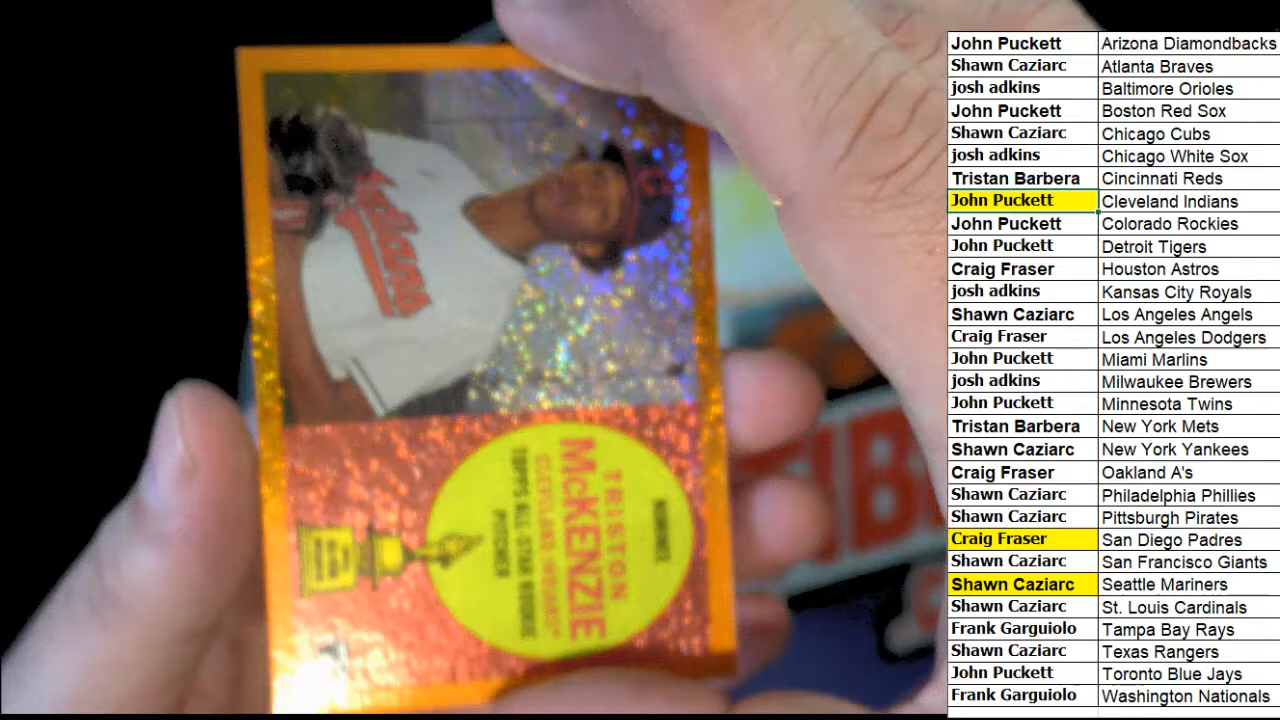 NOMINEE
TRISTON
McKENZIE
CLEVELAND INDIANS
TOPPS ALL-STAR ROOKIE
PITCHER
Indians
John Puckett Arizona Diamondbacks
Shawn Caziarc Atlanta Braves
josh adkins Baltimore Orioles
John Puckett Boston Red Sox
Shawn Caziarc Chicago Cubs
josh adkins Chicago White Sox
Tristan Barbera Cincinnati Reds
John Puckett Cleveland Indians
John Puckett Colorado Rockies
John Puckett Detroit Tigers
Craig Fraser Houston Astros
josh adkins Kansas City Royals
Shawn Caziarc Los Angeles Angels
Craig Fraser Los Angeles Dodgers
John Puckett Miami Marlins
josh adkins Milwaukee Brewers
John Puckett Minnesota Twins
Tristan Barbera New York Mets
Shawn Caziarc New York Yankees
Craig Fraser Oakland A's
Shawn Caziarc Philadelphia Phillies
Shawn Caziarc Pittsburgh Pirates
Craig Fraser San Diego Padres
Shawn Caziarc San Francisco Giants
Shawn Caziarc Seattle Mariners
Shawn Caziarc St. Louis Cardinals
Frank Garguiolo Tampa Bay Rays
Shawn Caziarc Texas Rangers
John Puckett Toronto Blue Jays
Frank Garguiolo Washington Nationals